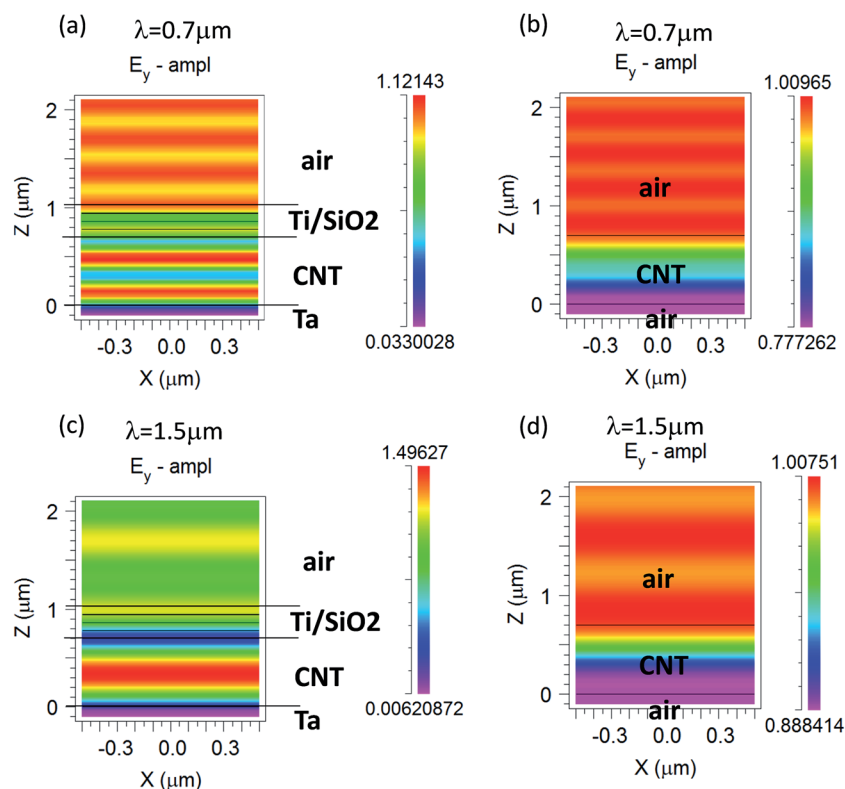 (a)
λ=0.7μm
E_y - ampl
1.12143
2
1
0
Z (μm)
air
Ti/SiO2
CNT
Ta
0.0330028
-0.3 0.0 0.3
X (μm)
(b)
λ=0.7μm
E_y - ampl
1.00965
2
1
0
Z (μm)
air
CNT
air
0.777262
-0.3 0.0 0.3
X (μm)
(c)
λ=1.5μm
E_y - ampl
1.49627
2
1
0
Z (μm)
air
Ti/SiO2
CNT
Ta
0.00620872
-0.3 0.0 0.3
X (μm)
(d)
λ=1.5μm
E_y - ampl
1.00751
2
1
0
Z (μm)
air
CNT
air
0.888414
-0.3 0.0 0.3
X (μm)